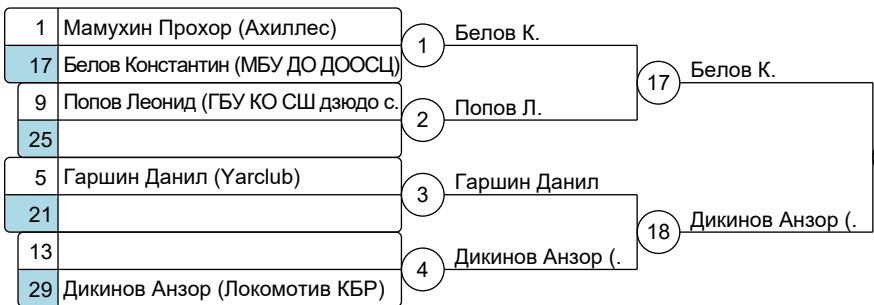 1 Мамухин Прохор (Ахиллес)
17 Белов Константин (МБУ ДО ДООСЦ)
1 Белов К.
9 Попов Леонид (ГБУ КО СШ дзюдо с.
25
2 Попов Л.
17 Белов К.
5 Гаршин Данил (Yarclub)
21
3 Гаршин Данил
13
29 Дикинов Анзор (Локомотив КБР)
4 Дикинов Анзор (.
18 Дикинов Анзор (.